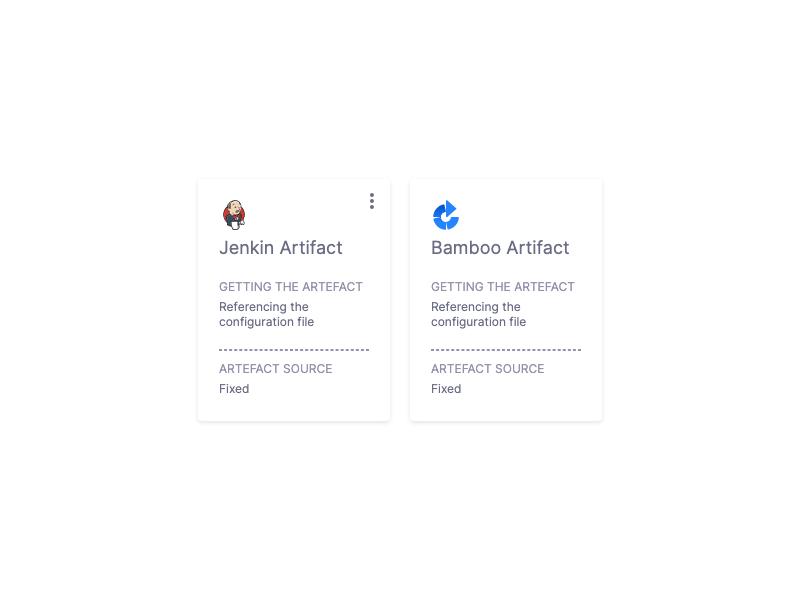 Jenkin Artifact
GETTING THE ARTEFACT
Referencing the
configuration file
ARTEFACT SOURCE
Fixed
Bamboo Artifact
GETTING THE ARTEFACT
Referencing the
configuration file
ARTEFACT SOURCE
Fixed